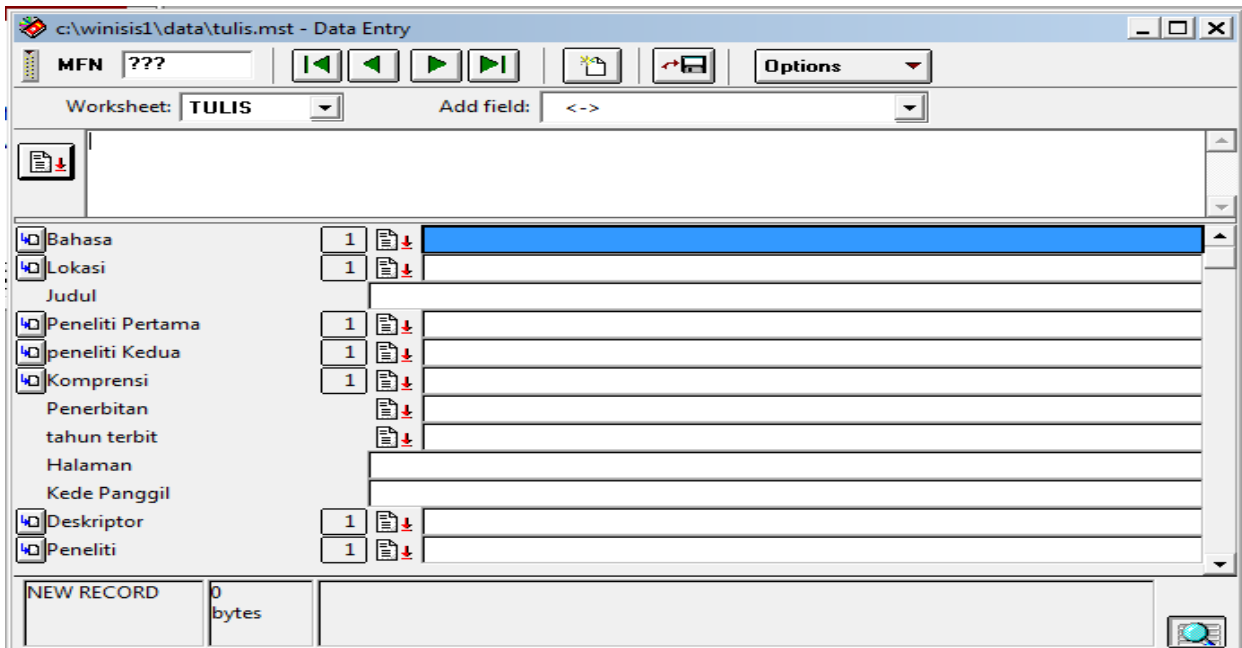 c:\winisis1\data\tulis.mst - Data Entry
MFN ??? Options
Worksheet: TULIS Add field: <->
Bahasa 1
Lokasi 1
Judul
Peneliti Pertama 1
peneliti Kedua 1
Komprensi 1
Penerbitan
tahun terbit
Halaman
Kede Panggil
Deskriptor 1
Peneliti 1
NEW RECORD 0
bytes